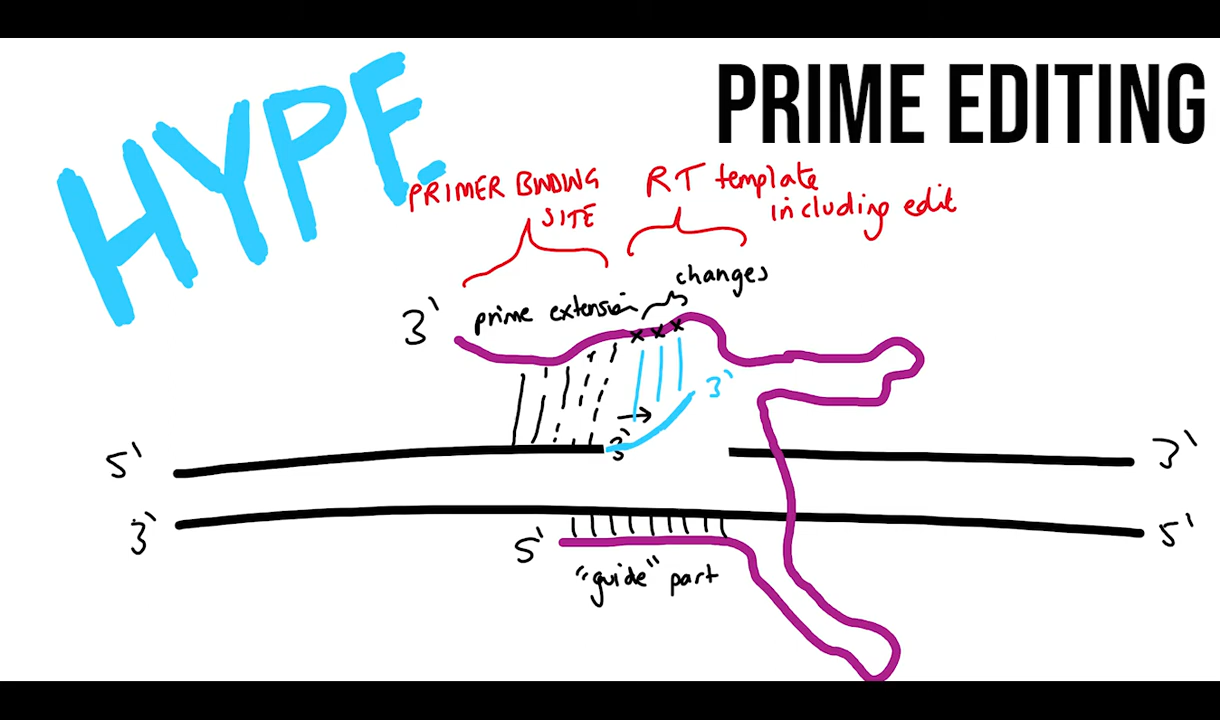 HYPE
PRIME EDITING
PRIMER BINDING
SITE
RT template
including edit
changes
prime extension
3'
x x x
3'
3'
5'
3'
3'
5'
5'
"guide" part